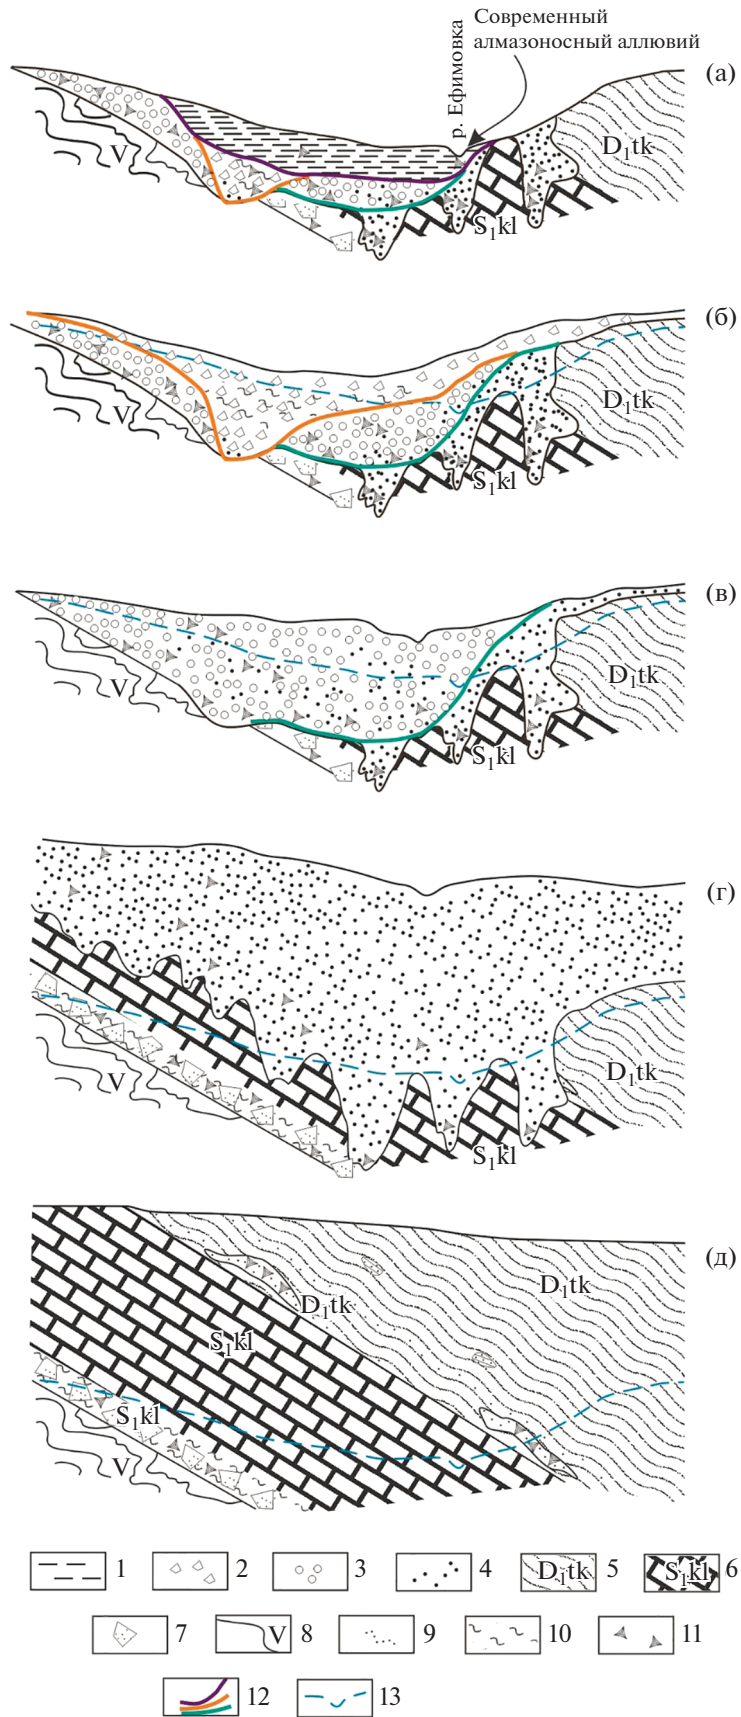 Современный
алмазоносный аллювий
р. Ефимовка
(а)
V
D₁tk
S₁kl
(б)
V
D₁tk
S₁kl
(в)
V
D₁tk
S₁kl
(г)
V
D₁tk
S₁kl
(д)
D₁tk
D₁tk
S₁kl
S₁kl
V
1 2 3 4 D₁tk 5 S₁kl 6
7 V 8 9 10 11
12 13